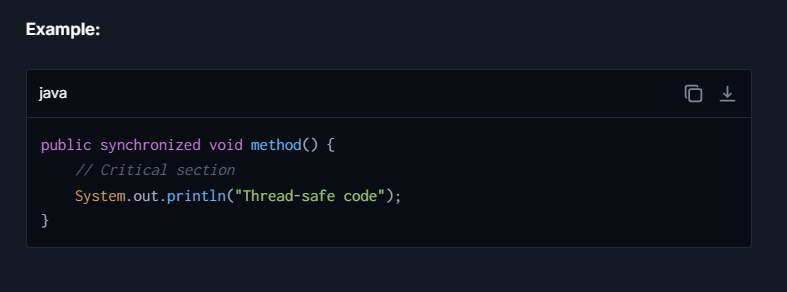 Example:
java
public synchronized void method() {
    // Critical section
    System.out.println("Thread-safe code");
}